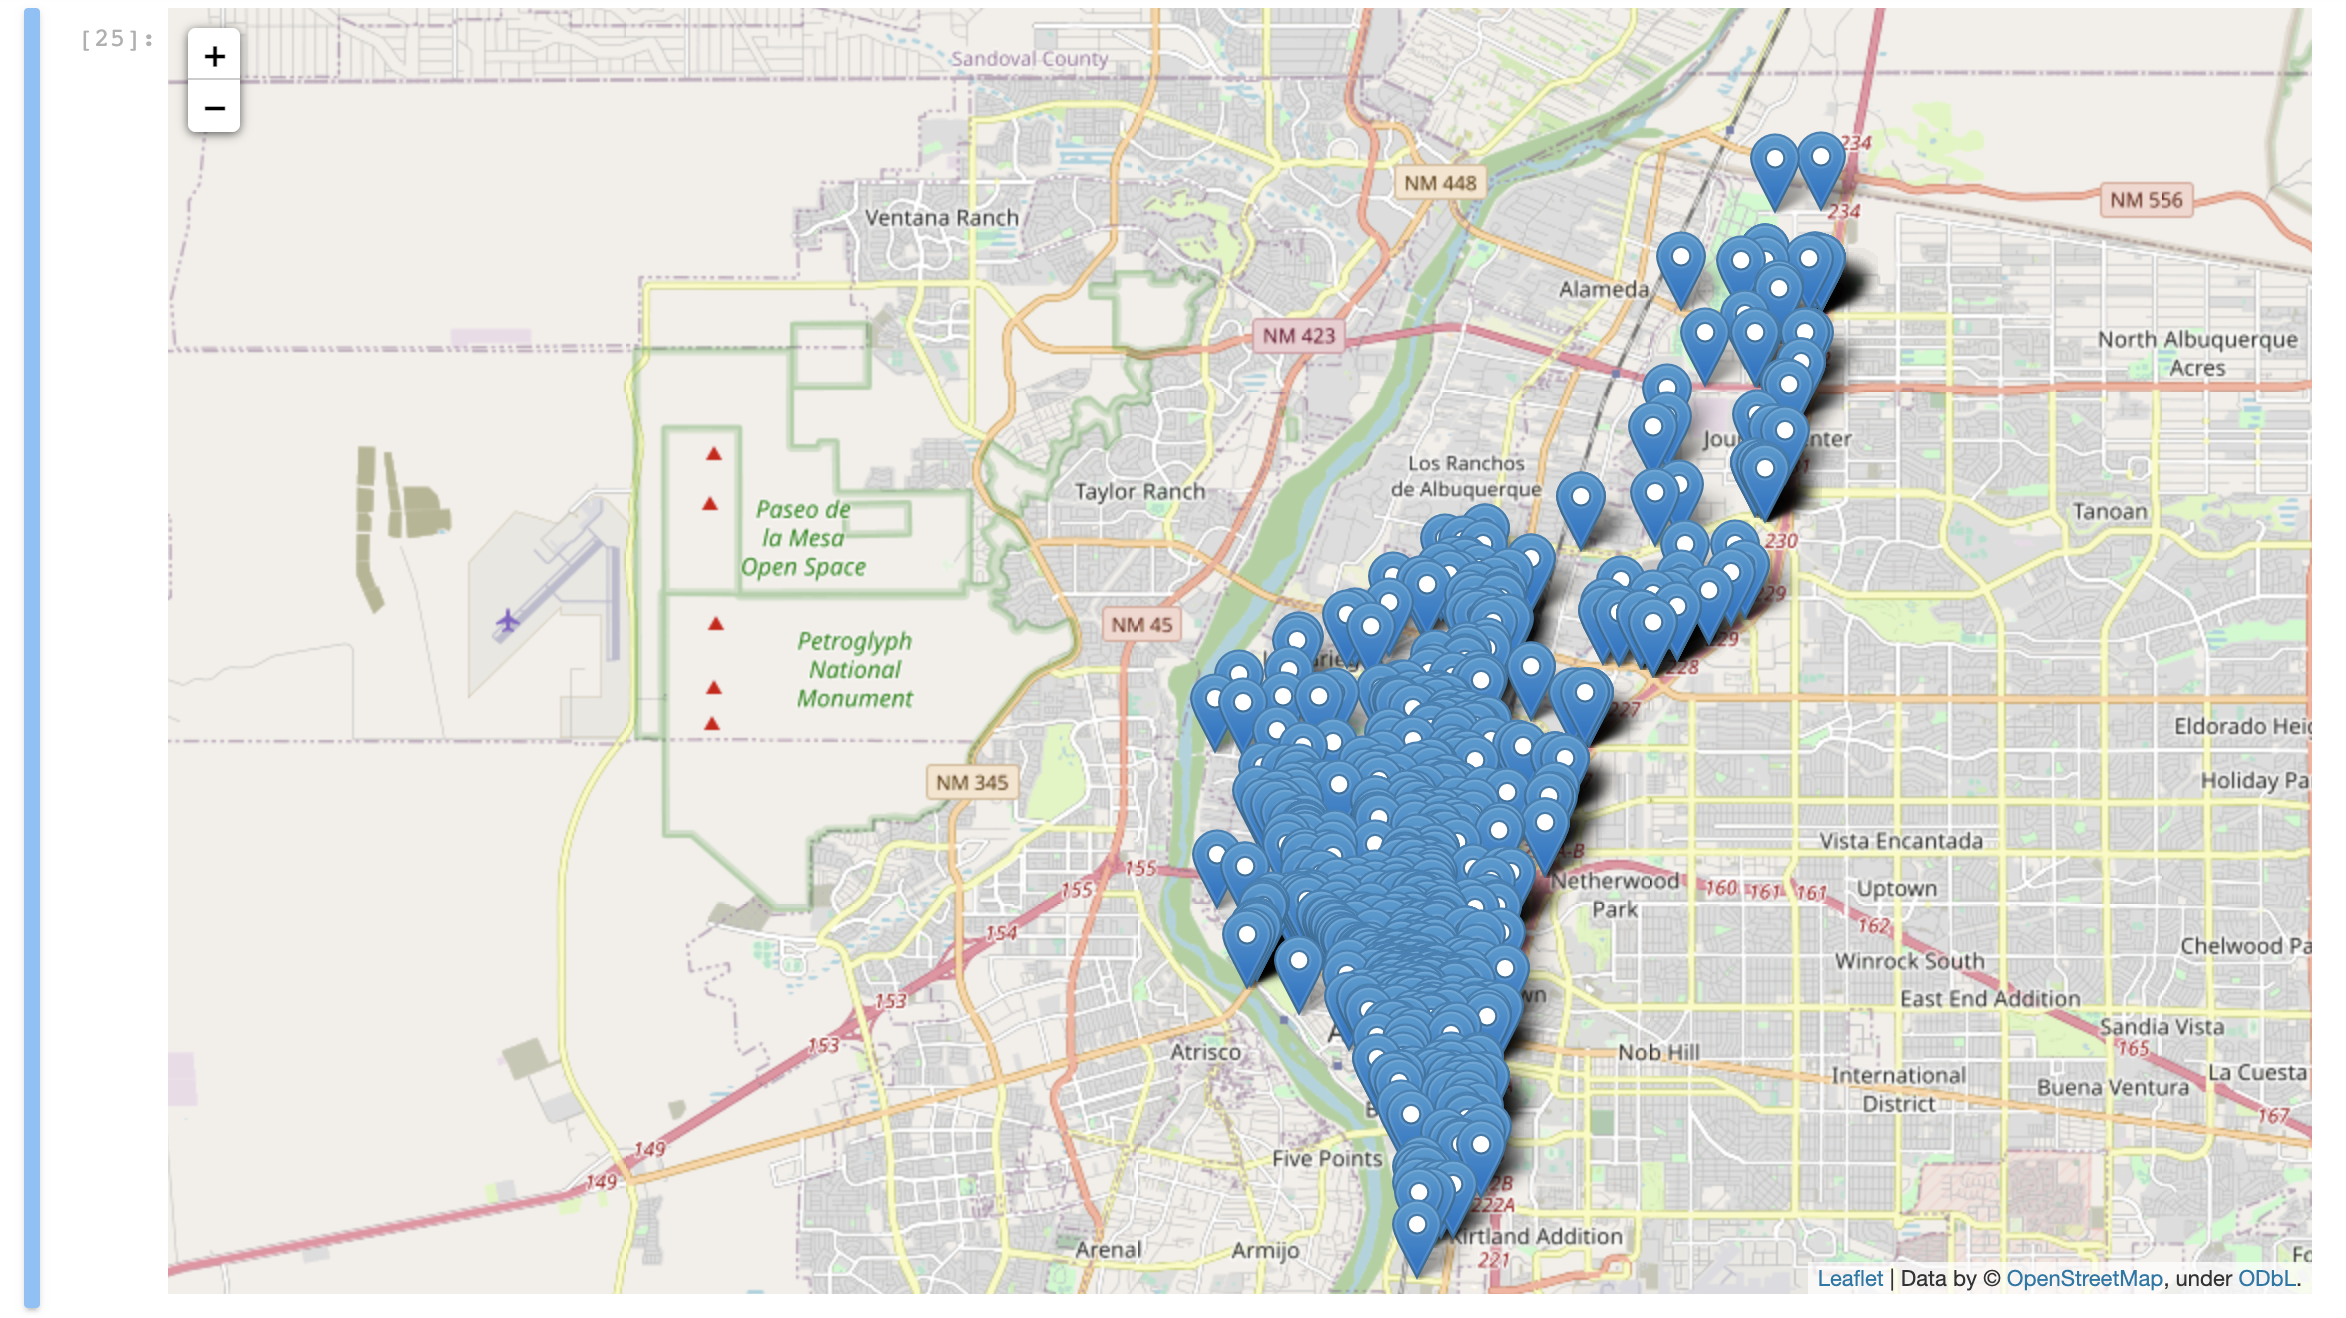 [25]:
+
−
Sandoval County
234
NM 448
NM 556
234
Ventana Ranch
Alameda
NM 423
North Albuquerque
Acres
Los Ranchos
de Albuquerque
Taylor Ranch
Paseo de
la Mesa
Open Space
Tanoan
230
229
NM 45
29
228
Petroglyph
National
Monument
227
Eldorado Hei
NM 345
Holiday Pa
Vista Encantada
A-B
155
155
Netherwood
Park
160
161
161
Uptown
162
154
Chelwood Pa
Winrock South
153
wn
East End Addition
Sandia Vista
153
A
165
Atrisco
Nob Hill
La Cuesta
International
District
Buena Ventura
167
B
149
Five Points
149
2B
222A
Kirtland Addition
Arenal
Armijo
221
Fo
Leaflet | Data by © OpenStreetMap, under ODbL.